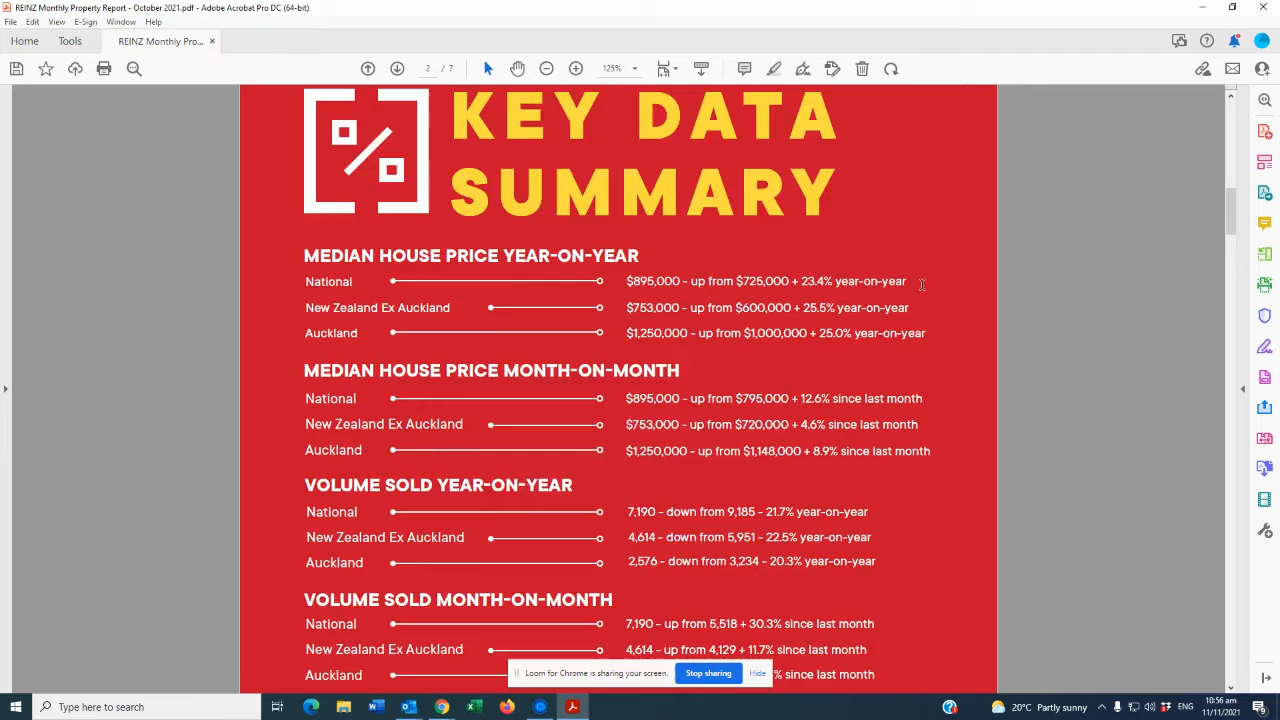 REINZ Monthly Property Report - October 2021.pdf - Adobe Acrobat Pro DC (64-bit)
File Edit View E-Sign Window Help
Home Tools REINZ Monthly Pro... ×
2 / 7 125%
KEY DATA
SUMMARY
MEDIAN HOUSE PRICE YEAR-ON-YEAR
National $895,000 - up from $725,000 + 23.4% year-on-year
New Zealand Ex Auckland $753,000 - up from $600,000 + 25.5% year-on-year
Auckland $1,250,000 - up from $1,000,000 + 25.0% year-on-year
MEDIAN HOUSE PRICE MONTH-ON-MONTH
National $895,000 - up from $795,000 + 12.6% since last month
New Zealand Ex Auckland $753,000 - up from $720,000 + 4.6% since last month
Auckland $1,250,000 - up from $1,148,000 + 8.9% since last month
VOLUME SOLD YEAR-ON-YEAR
National 7,190 - down from 9,185 - 21.7% year-on-year
New Zealand Ex Auckland 4,614 - down from 5,951 - 22.5% year-on-year
Auckland 2,576 - down from 3,234 - 20.3% year-on-year
VOLUME SOLD MONTH-ON-MONTH
National 7,190 - up from 5,518 + 30.3% since last month
New Zealand Ex Auckland 4,614 - up from 4,129 + 11.7% since last month
Loom for Chrome is sharing your screen. Stop sharing Hide
Auckland % since last month
Type here to search
20°C Partly sunny ENG
10:56 am
11/11/2021